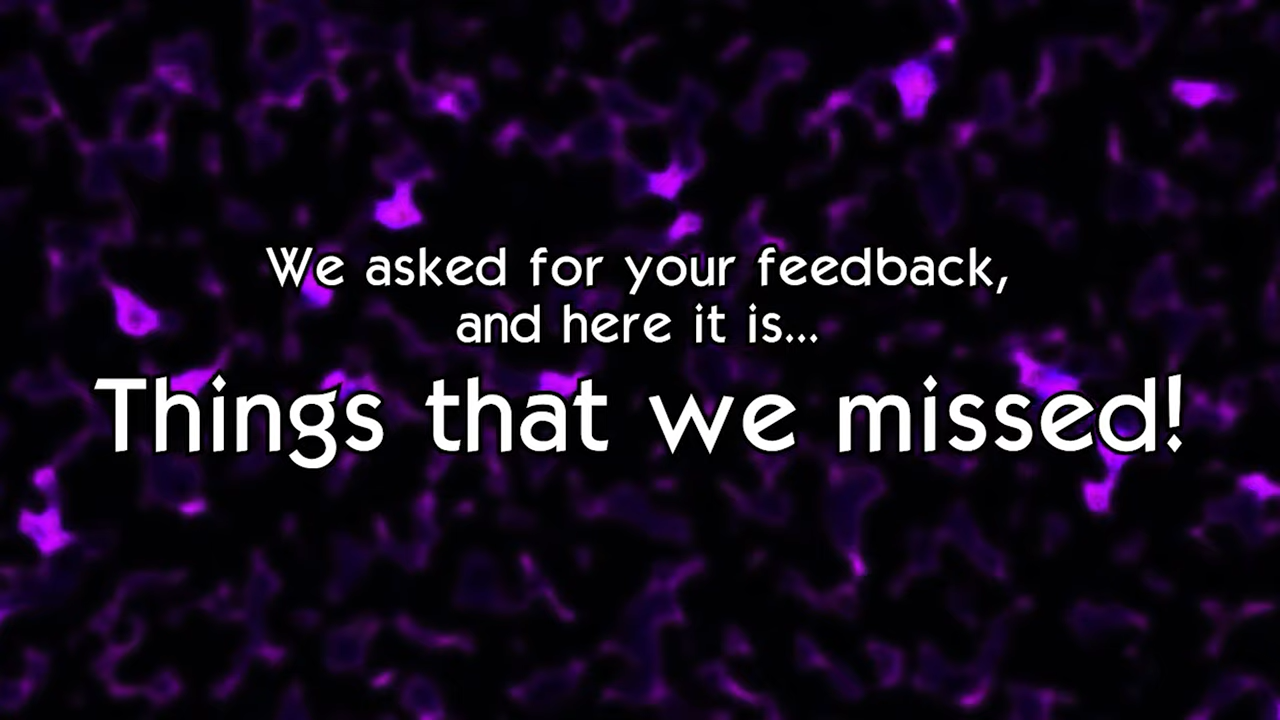 We asked for your feedback,
and here it is...
Things that we missed!